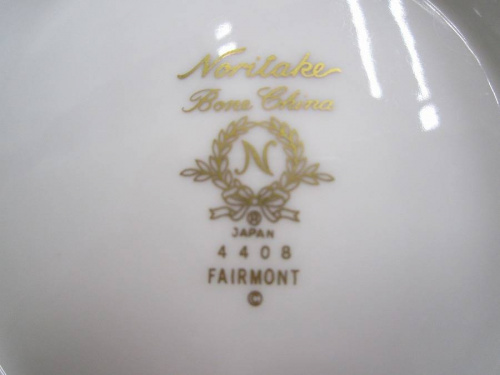 Noritake
Bone China
N
®
JAPAN
4408
FAIRMONT
©